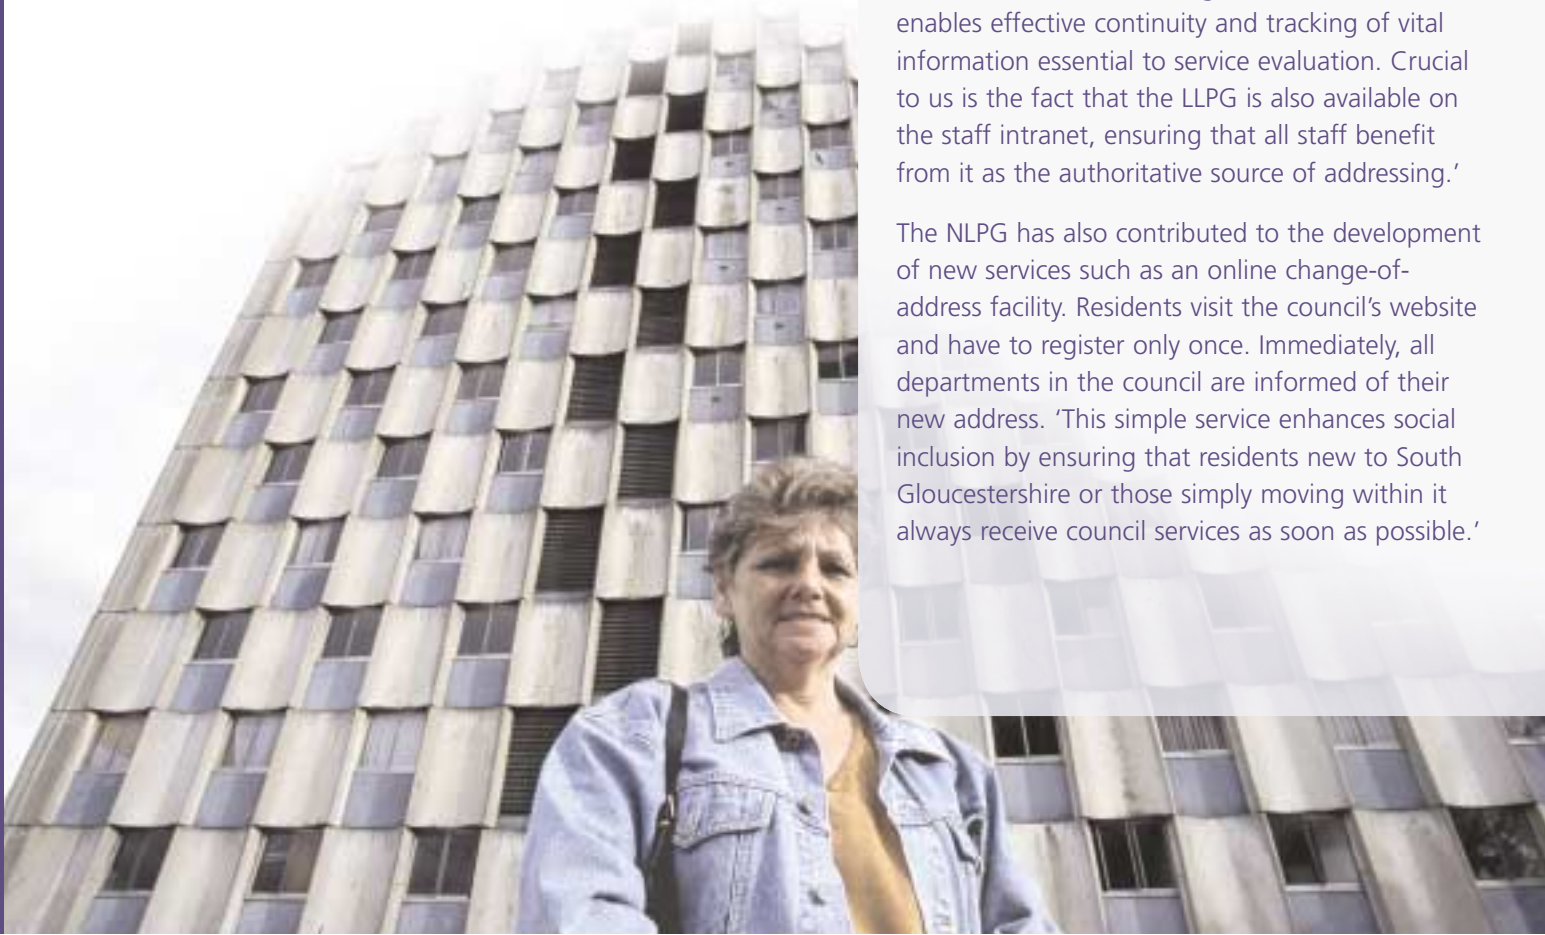 enables effective continuity and tracking of vital
information essential to service evaluation. Crucial
to us is the fact that the LLPG is also available on
the staff intranet, ensuring that all staff benefit
from it as the authoritative source of addressing.’
The NLPG has also contributed to the development
of new services such as an online change-of-
address facility. Residents visit the council’s website
and have to register only once. Immediately, all
departments in the council are informed of their
new address. ‘This simple service enhances social
inclusion by ensuring that residents new to South
Gloucestershire or those simply moving within it
always receive council services as soon as possible.’